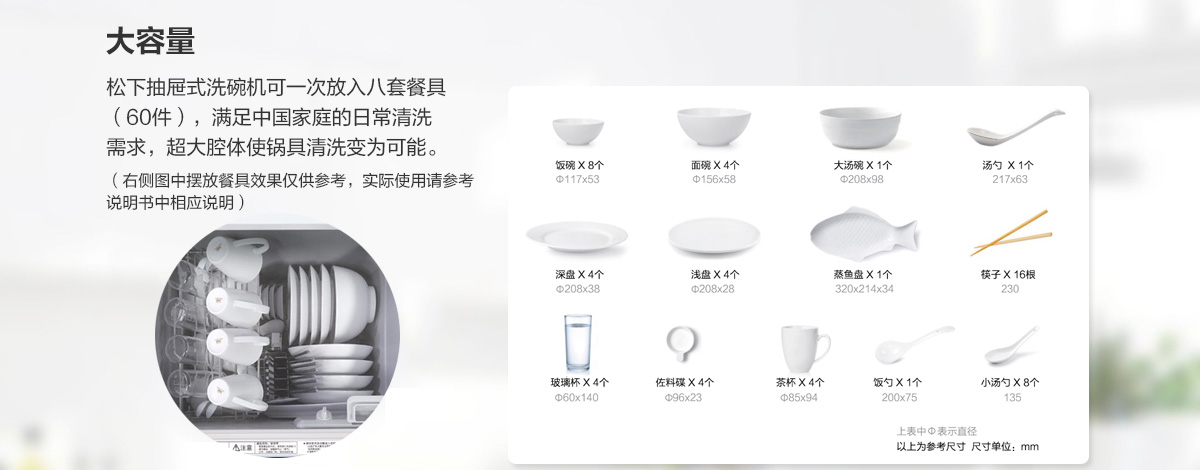 大容量
松下抽屉式洗碗机可一次放入八套餐具
（60件），满足中国家庭的日常清洗
需求，超大腔体使锅具清洗变为可能。
（右侧图中摆放餐具效果仅供参考，实际使用请参考
说明书中相应说明）
饭碗 X 8个
Φ117x53
面碗 X 4个
Φ156x58
大汤碗 X 1个
Φ208x98
汤勺 X 1个
217x63
深盘 X 4个
Φ208x38
浅盘 X 4个
Φ208x28
蒸鱼盘 X 1个
320x214x34
筷子 X 16根
230
玻璃杯 X 4个
Φ60x140
佐料碟 X 4个
Φ96x23
茶杯 X 4个
Φ85x94
饭勺 X 1个
200x75
小汤勺 X 8个
135
上表中Φ表示直径
以上为参考尺寸 尺寸单位：mm
注意